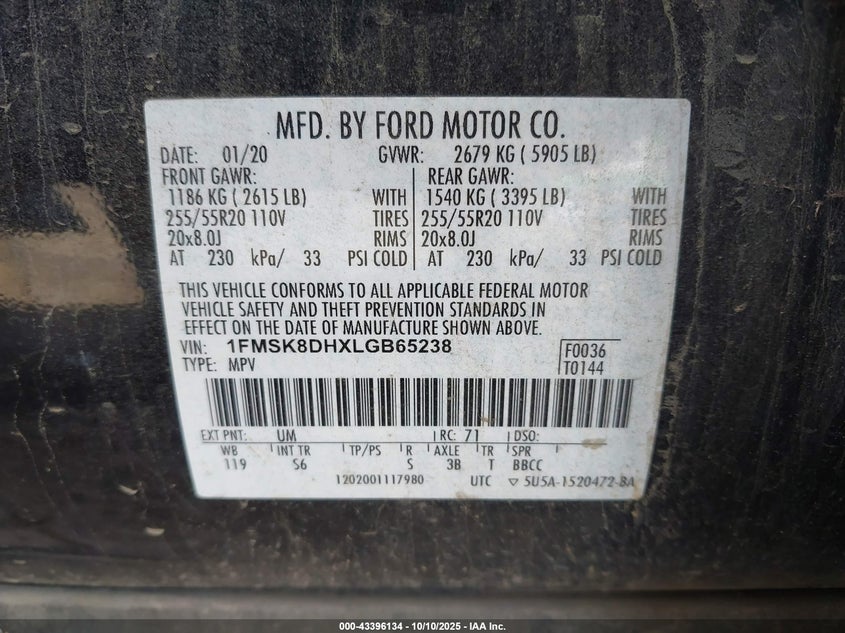 MFD. BY FORD MOTOR CO.
DATE: 01/20 GVWR: 2679 KG ( 5905 LB)
FRONT GAWR: REAR GAWR:
1186 KG ( 2615 LB) WITH 1540 KG ( 3395 LB) WITH
255/55R20 110V TIRES 255/55R20 110V TIRES
20x8.0J RIMS 20x8.0J RIMS
AT 230 kPa/ 33 PSI COLD AT 230 kPa/ 33 PSI COLD
THIS VEHICLE CONFORMS TO ALL APPLICABLE FEDERAL MOTOR
VEHICLE SAFETY AND THEFT PREVENTION STANDARDS IN
EFFECT ON THE DATE OF MANUFACTURE SHOWN ABOVE.
VIN: 1FMSK8DHXLGB65238 F0036
TYPE: MPV T0144
EXT PNT: UM RC: 71 DSO:
WB INT TR TP/PS R AXLE TR SPR
119 S6 S 3B T BBCC
1202001117980 UTC ▽ 5U5A-1520472-BA
000-43396134 - 10/10/2025 - IAA Inc.